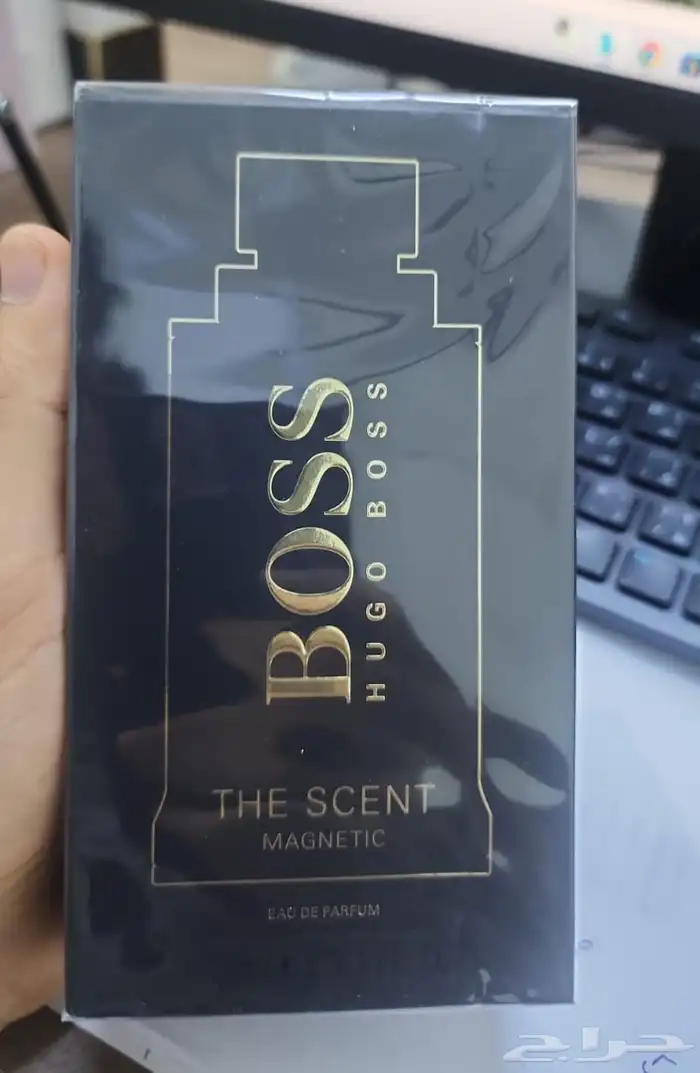 BOSS
HUGO BOSS
THE SCENT
MAGNETIC
EAU DE PARFUM
حراج